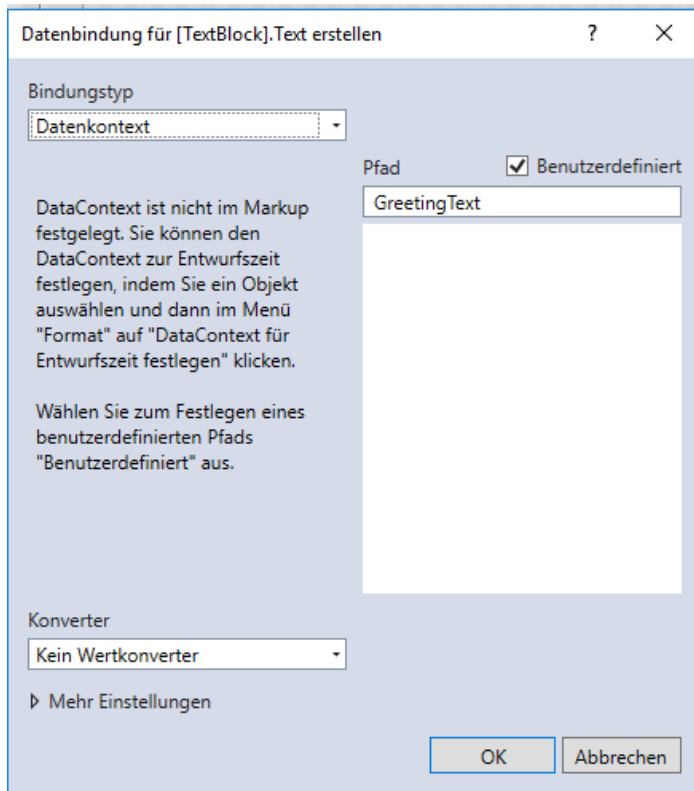 Datenbindung für [TextBlock].Text erstellen ?
Bindungstyp
Datenkontext
Pfad Benutzerdefiniert
GreetingText
DataContext ist nicht im Markup
festgelegt. Sie können den
DataContext zur Entwurfszeit
festlegen, indem Sie ein Objekt
auswählen und dann im Menü
"Format" auf "DataContext für
Entwurfszeit festlegen" klicken.
Wählen Sie zum Festlegen eines
benutzerdefinierten Pfads
"Benutzerdefiniert" aus.
Konverter
Kein Wertkonverter
Mehr Einstellungen
OK Abbrechen